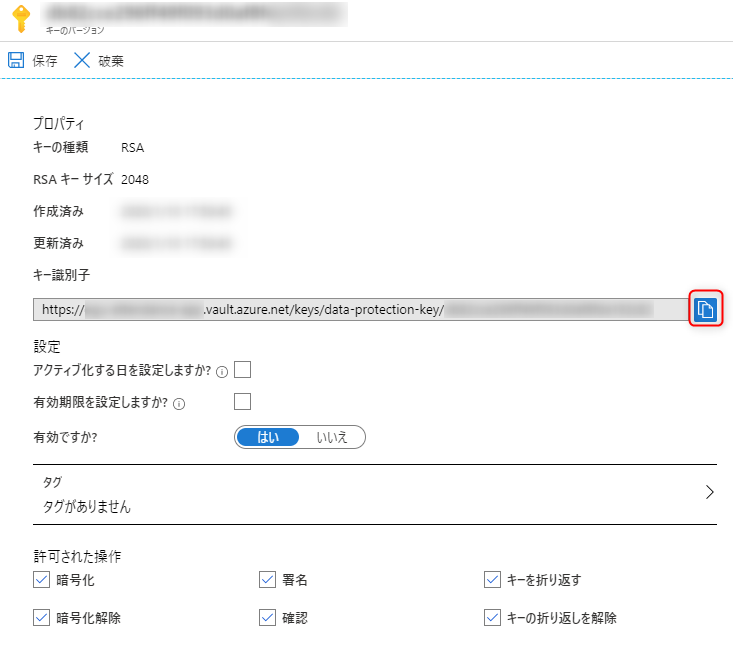 キーのバージョン
保存 破棄
プロパティ
キーの種類 RSA
RSA キー サイズ 2048
作成済み
更新済み
キー識別子
https:// .vault.azure.net/keys/data-protection-key/
設定
アクティブ化する日を設定しますか?
有効期限を設定しますか?
有効ですか? はい いいえ
タグ
タグがありません
許可された操作
暗号化 署名 キーを折り返す
暗号化解除 確認 キーの折り返しを解除